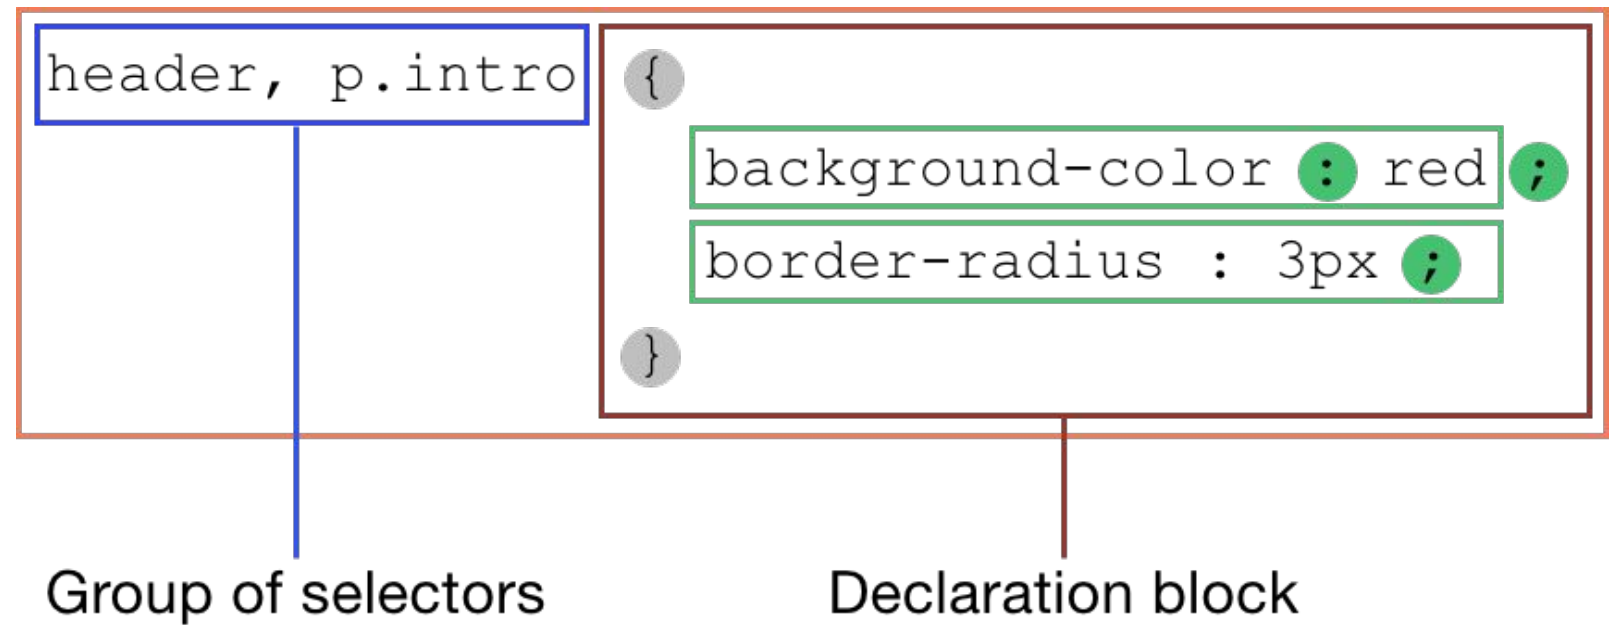 header, p.intro {
background-color : red ;
border-radius : 3px ;
}
Group of selectors
Declaration block